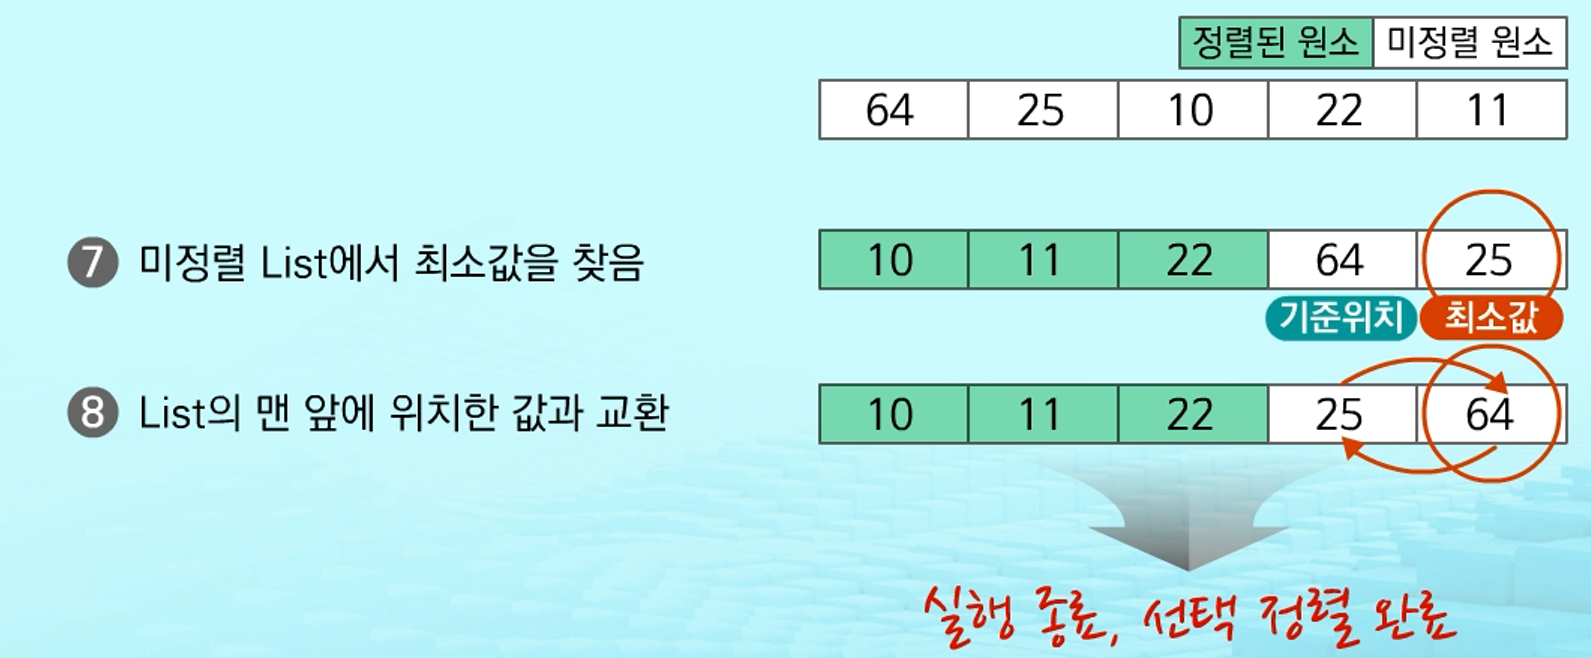 정렬된 원소 미정렬 원소
64 25 10 22 11
7 미정렬 List에서 최소값을 찾음
10 11 22 64 25
기준위치 최소값
8 List의 맨 앞에 위치한 값과 교환
10 11 22 25 64
실행 종료, 선택 정렬 완료